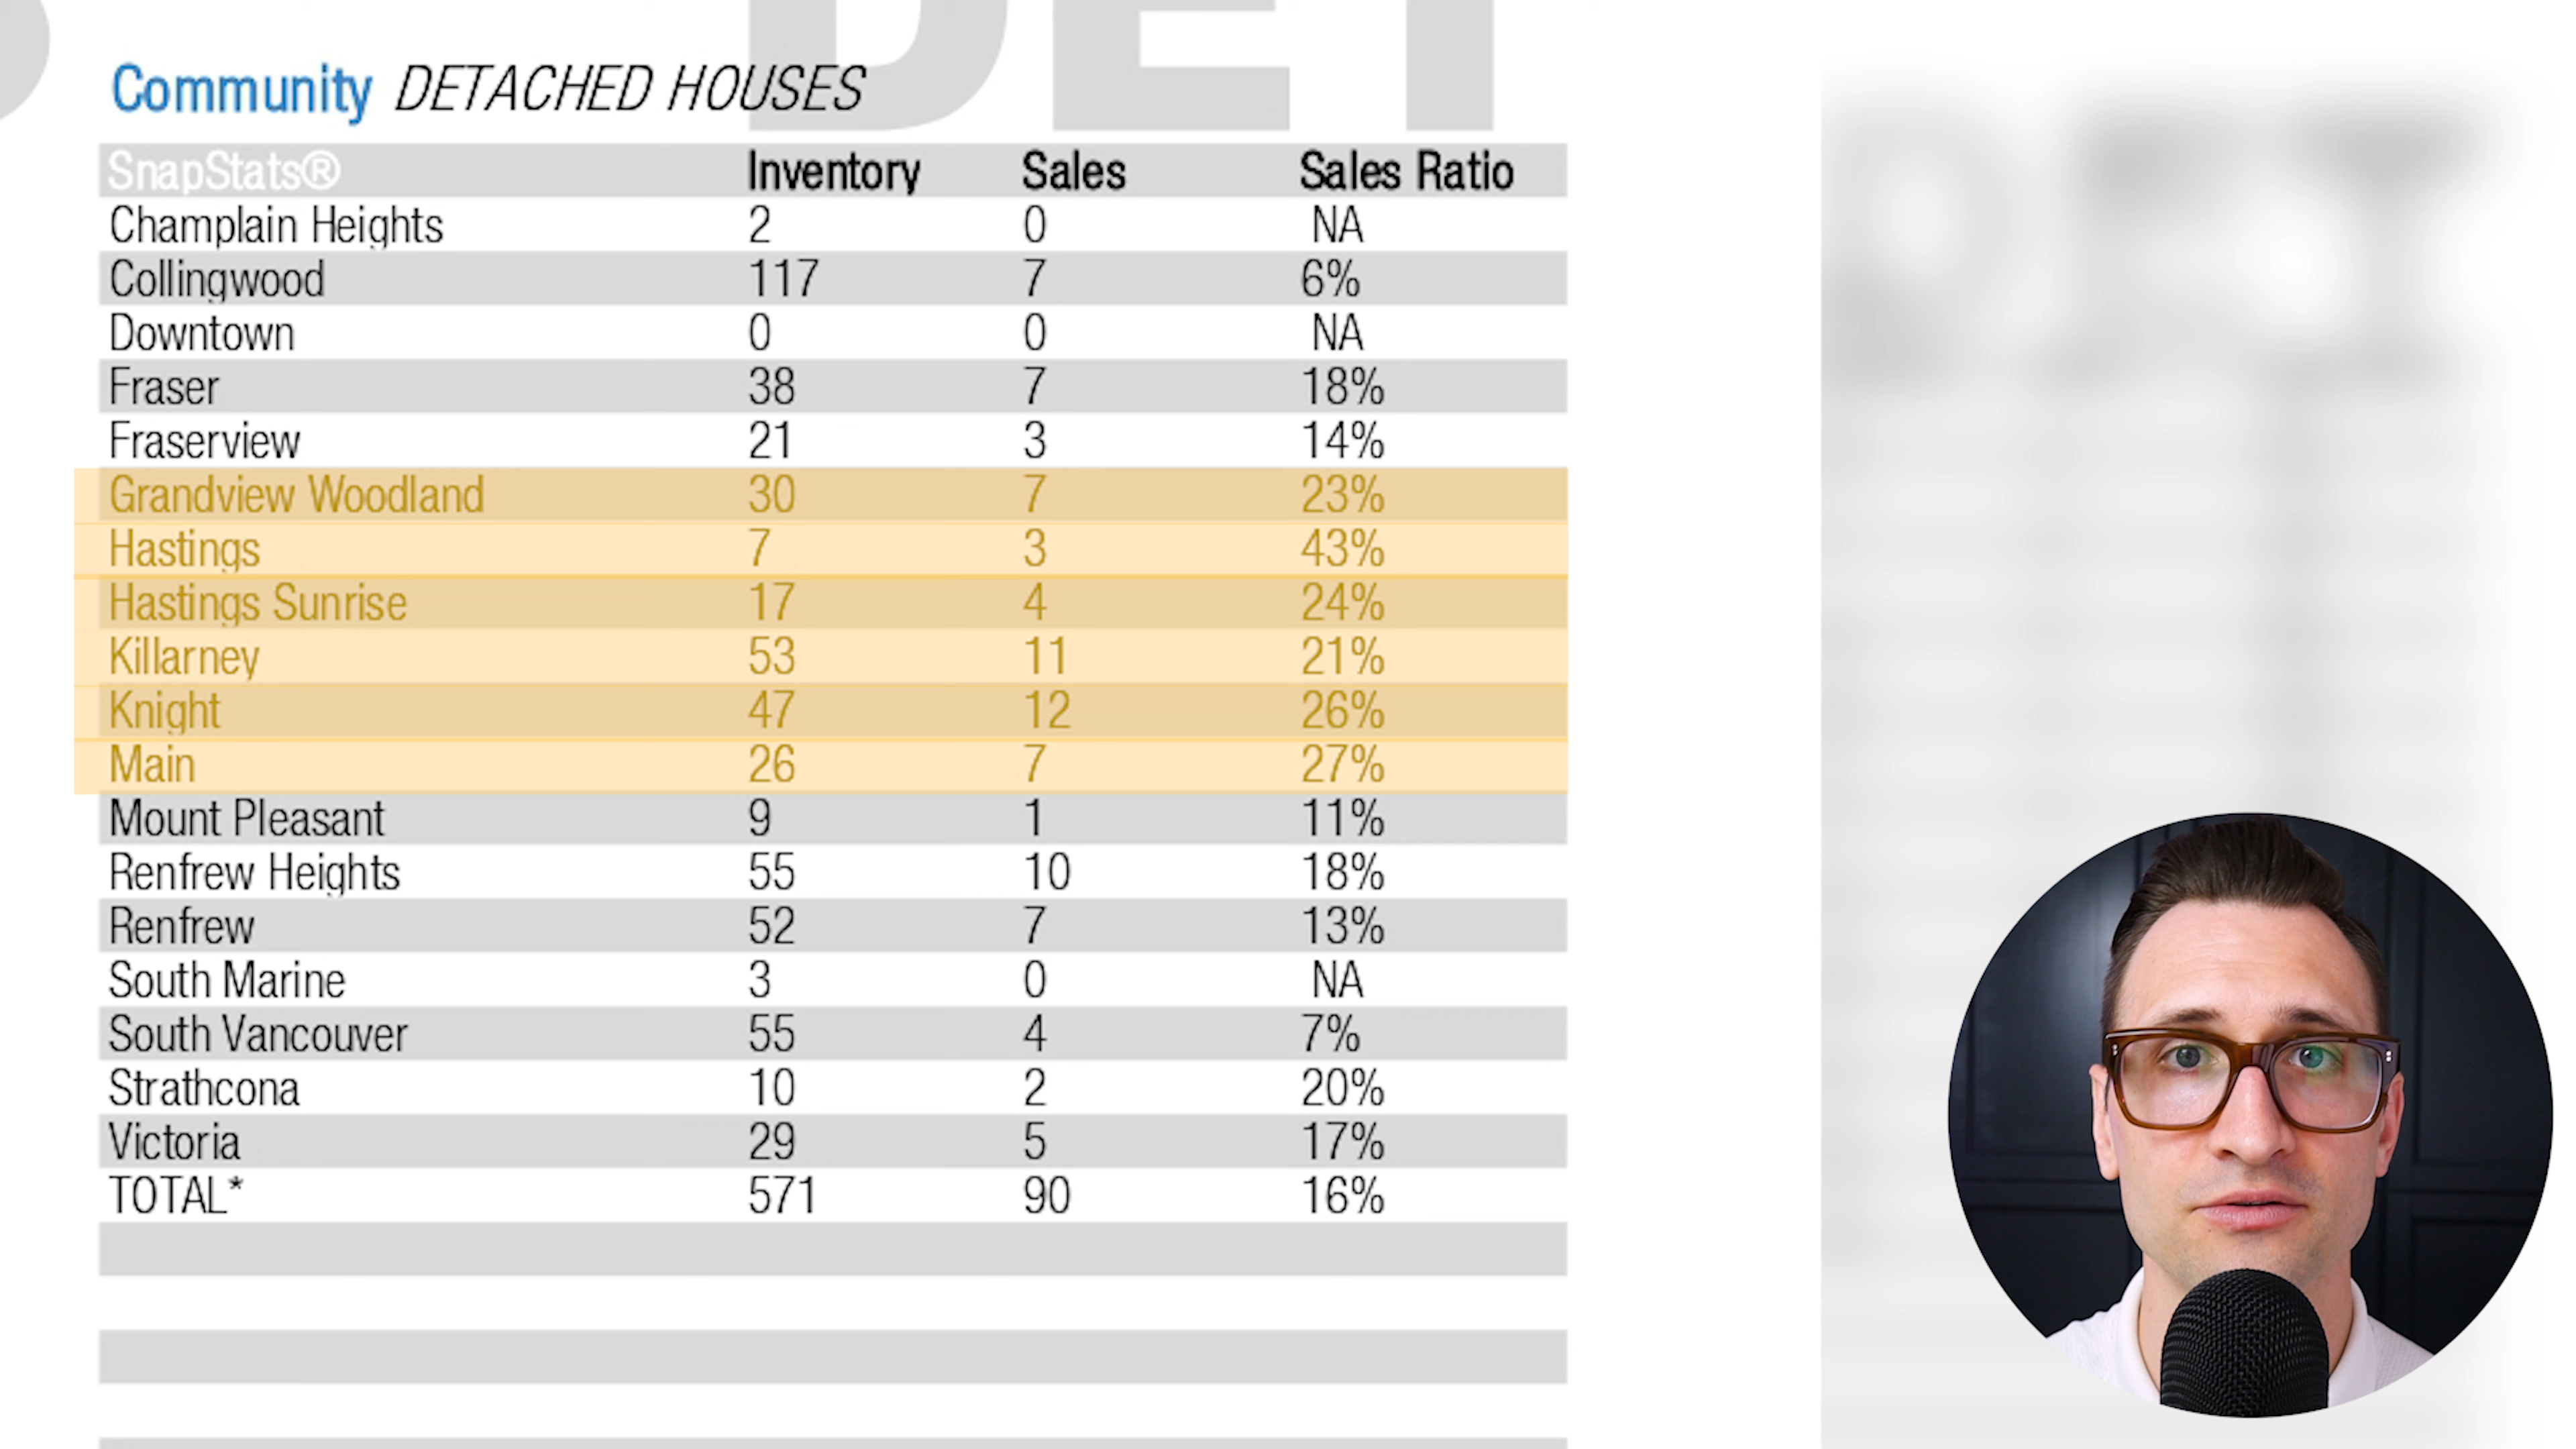 DET
Community DETACHED HOUSES
SnapStats® Inventory Sales Sales Ratio
Champlain Heights 2 0 NA
Collingwood 117 7 6%
Downtown 0 0 NA
Fraser 38 7 18%
Fraserview 21 3 14%
Grandview Woodland 30 7 23%
Hastings 7 3 43%
Hastings Sunrise 17 4 24%
Killarney 53 11 21%
Knight 47 12 26%
Main 26 7 27%
Mount Pleasant 9 1 11%
Renfrew Heights 55 10 18%
Renfrew 52 7 13%
South Marine 3 0 NA
South Vancouver 55 4 7%
Strathcona 10 2 20%
Victoria 29 5 17%
TOTAL* 571 90 16%